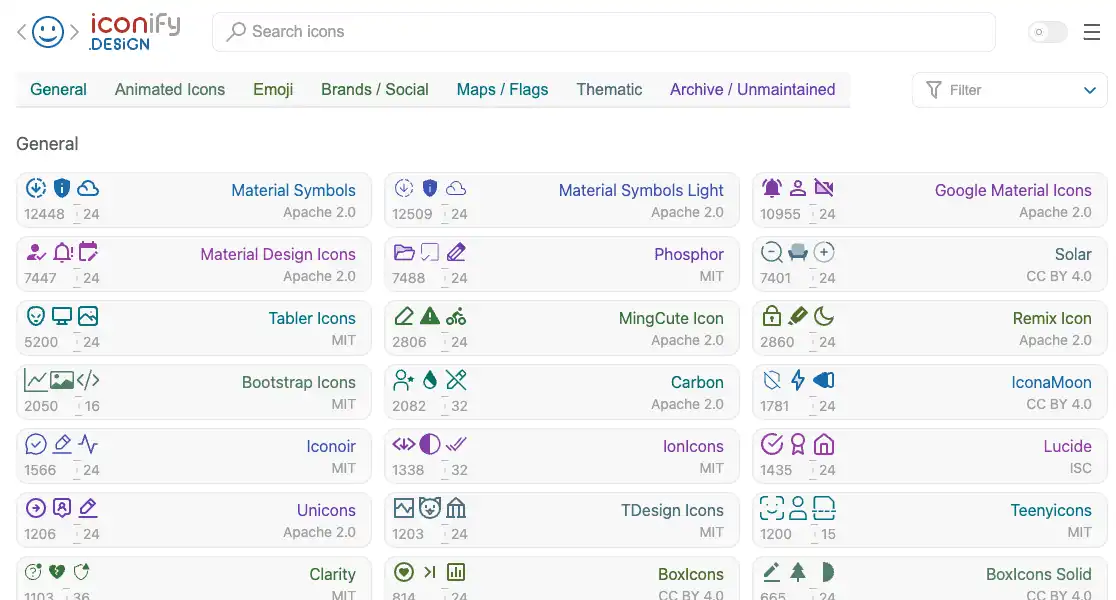 iconify
.DESiGN
Search icons
General Animated Icons Emoji Brands / Social Maps / Flags Thematic Archive / Unmaintained
Filter
General
Material Symbols
12448 24 Apache 2.0
Material Symbols Light
12509 24 Apache 2.0
Google Material Icons
10955 24 Apache 2.0
Material Design Icons
7447 24 Apache 2.0
Phosphor
7488 24 MIT
Solar
7401 24 CC BY 4.0
Tabler Icons
5200 24 MIT
MingCute Icon
2806 24 Apache 2.0
Remix Icon
2860 24 Apache 2.0
Bootstrap Icons
2050 16 MIT
Carbon
2082 32 Apache 2.0
IconaMoon
1781 24 CC BY 4.0
Iconoir
1566 24 MIT
IonIcons
1338 32 MIT
Lucide
1435 24 ISC
Unicons
1206 24 Apache 2.0
TDesign Icons
1203 24 MIT
Teenyicons
1200 15 MIT
Clarity
1103 36 MIT
BoxIcons
814 24 CC BY 4.0
BoxIcons Solid
665 24 CC BY 4.0